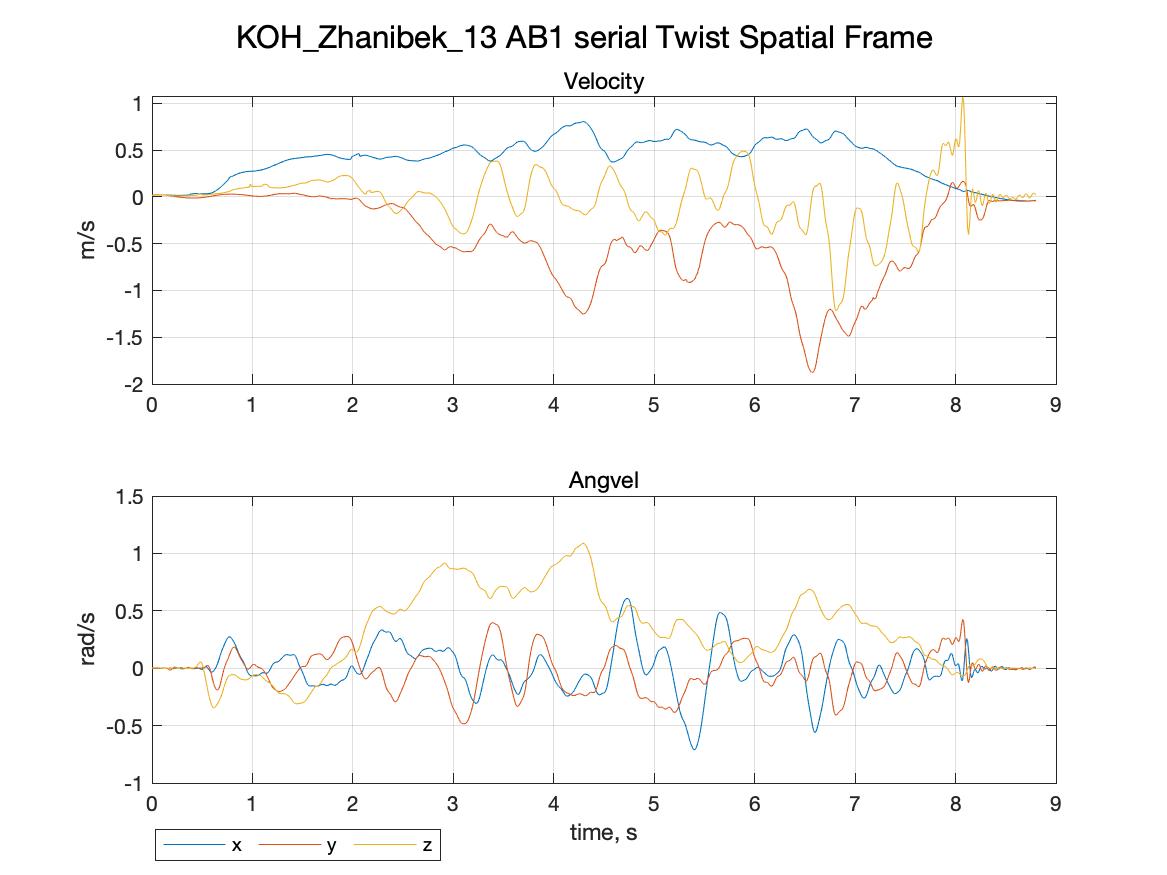 KOH_Zhanibek_13 AB1 serial Twist Spatial Frame
Velocity
1
0.5
0
-0.5
-1
-1.5
-2
m/s
0 1 2 3 4 5 6 7 8 9
Angvel
1.5
1
0.5
0
-0.5
-1
rad/s
0 1 2 3 4 5 6 7 8 9
time, s
x y z